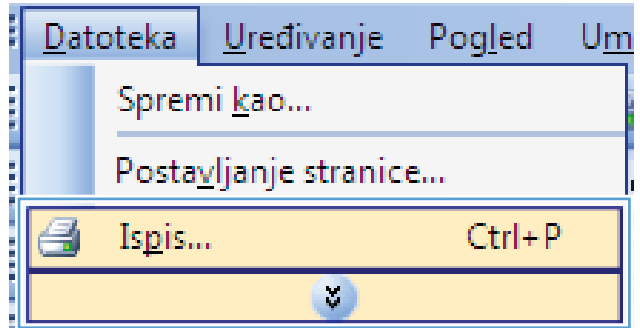 Datoteka Uređivanje Pogled Um
Spremi kao...
Postavljanje stranice...
Ispis... Ctrl+P